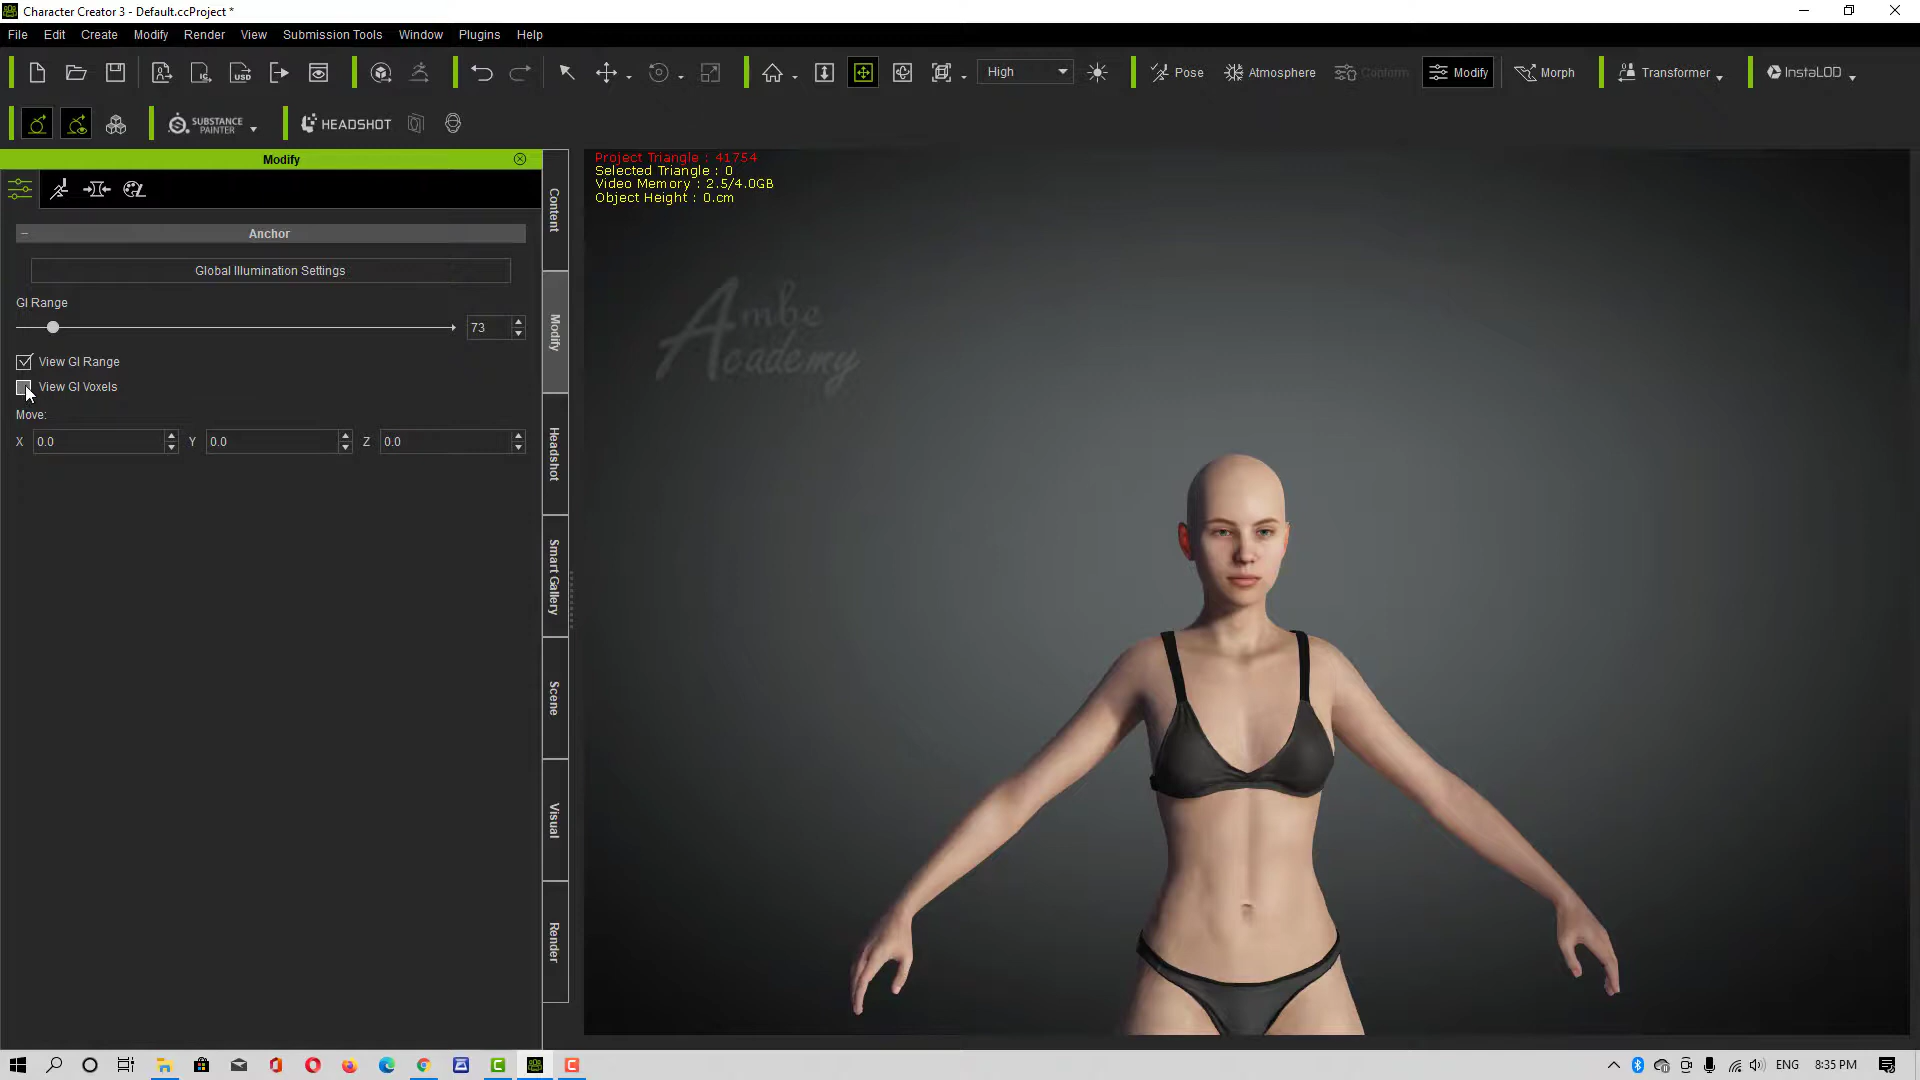 Character Creator 3 - Default.ccProject *
File Edit Create Modify Render View Submission Tools Window Plugins Help
High Pose Atmosphere Conform Modify Morph Transformer InstaLOD
SUBSTANCE PAINTER HEADSHOT
Modify
Anchor
Global Illumination Settings
GI Range
73
View GI Range
View GI Voxels
Move:
X 0.0 Y 0.0 Z 0.0
Content
Modify
Headshot
Smart Gallery
Scene
Visual
Render
Project Triangle : 41754
Selected Triangle : 0
Video Memory : 2.5/4.0GB
Object Height : 0.cm
Ambe
Academy
ENG 8:35 PM